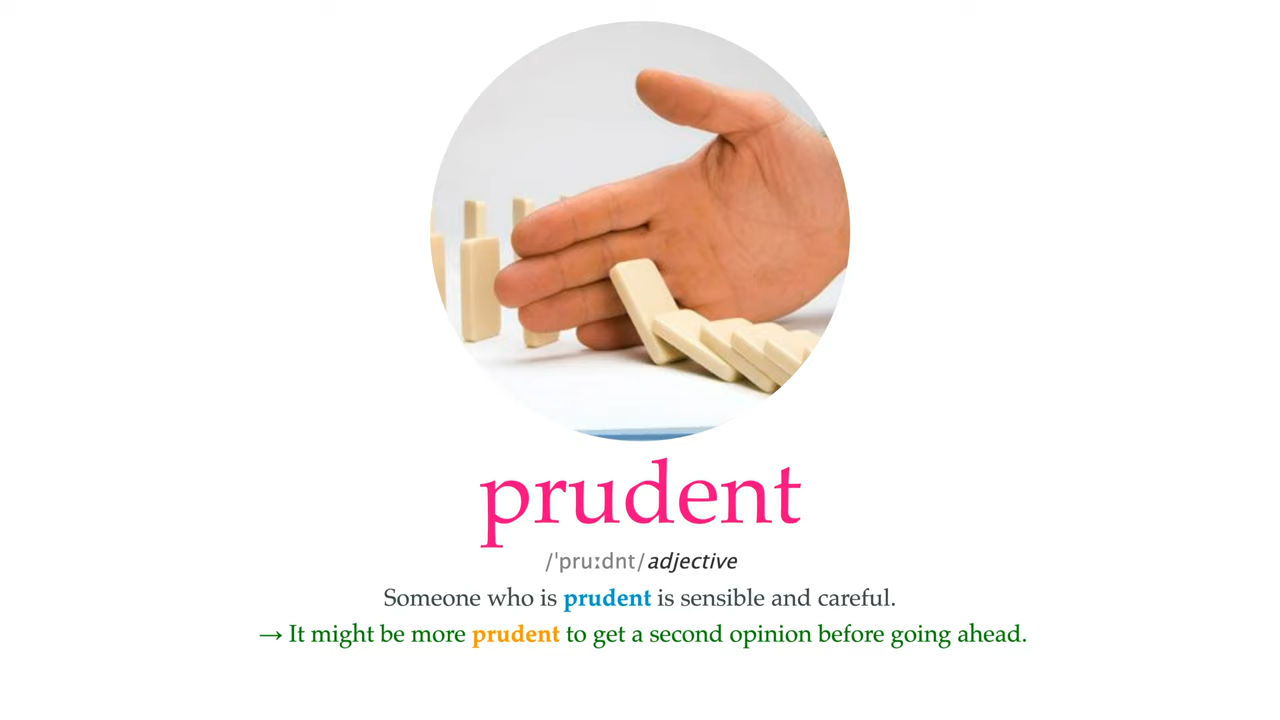 prudent
/ˈpruːdnt/ adjective
Someone who is prudent is sensible and careful.
→ It might be more prudent to get a second opinion before going ahead.